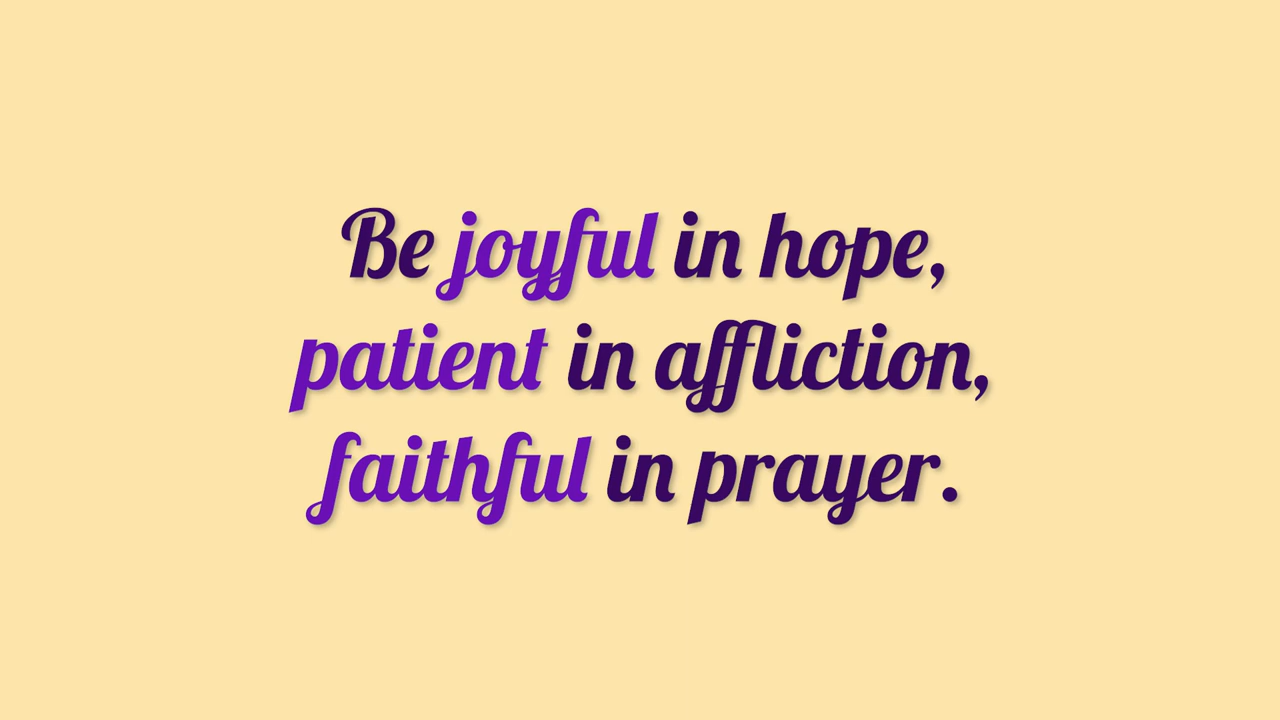 Be joyful in hope,
patient in affliction,
faithful in prayer.